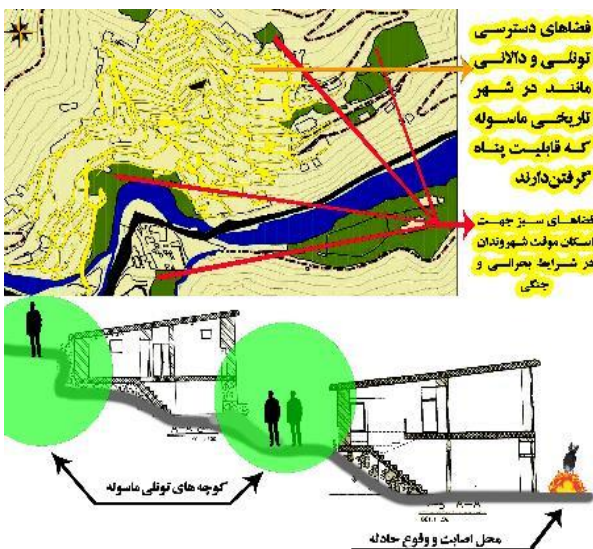 فضاهای دسترسی
تونلی و دالانی
مانند در شهر
تاریخی ماسوله
که قابلیت پناه
گرفتن‌دارند
فضاهای سبز جهت
اسکان موقت شهروندان
در شرایط بحرانی و
جنگی
کوچه های تونلی ماسوله
A-A
محل اصابت و وقوع حادثه